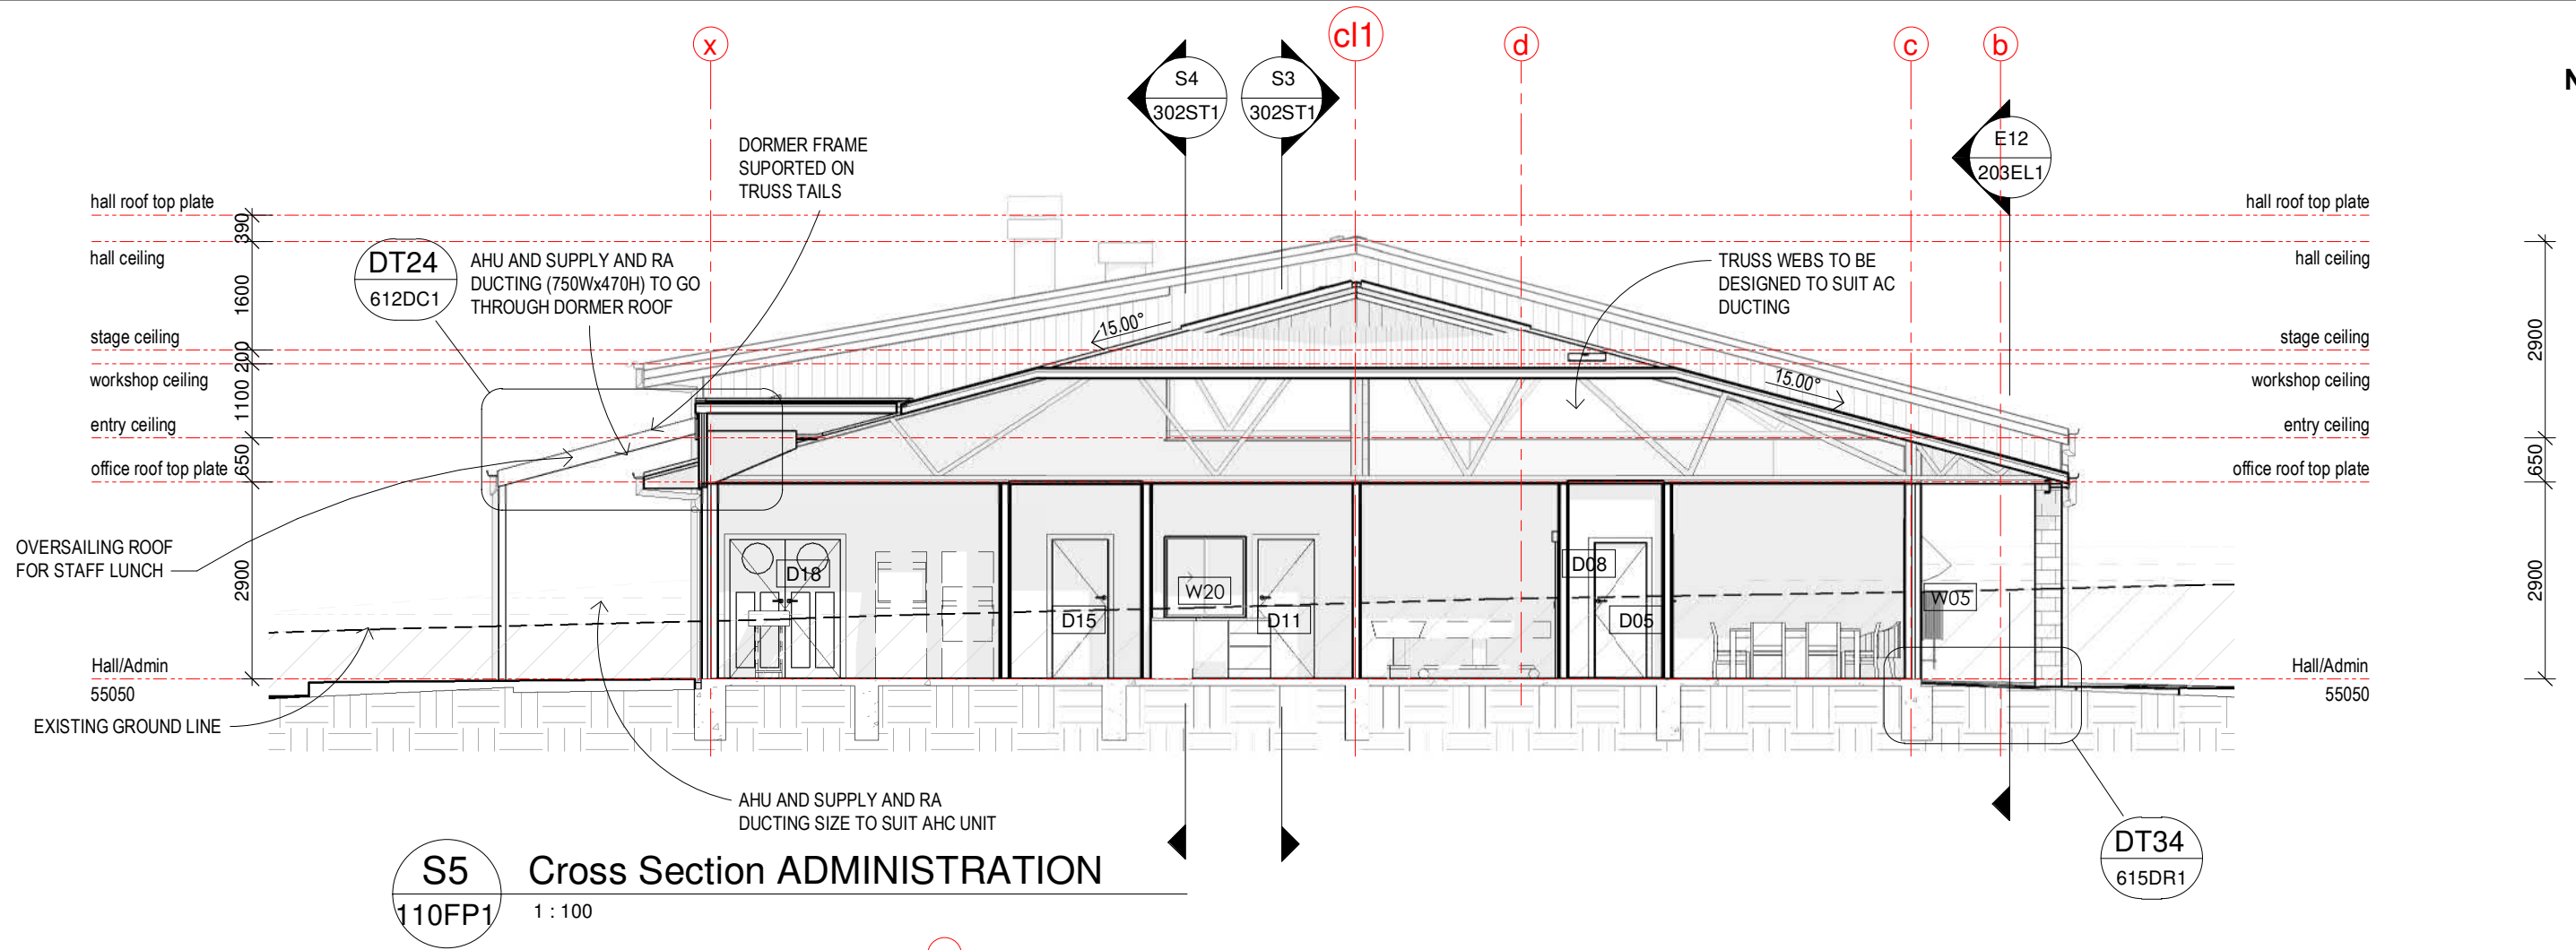 x
cl1
d
c
b
N
S4
302ST1
S3
302ST1
E12
203EL1
DORMER FRAME
SUPORTED ON
TRUSS TAILS
hall roof top plate
hall ceiling
stage ceiling
workshop ceiling
entry ceiling
office roof top plate
390
1600
200
1100
650
2900
DT24
612DC1
AHU AND SUPPLY AND RA
DUCTING (750Wx470H) TO GO
THROUGH DORMER ROOF
TRUSS WEBS TO BE
DESIGNED TO SUIT AC
DUCTING
15.00°
15.00°
hall roof top plate
hall ceiling
stage ceiling
workshop ceiling
entry ceiling
office roof top plate
2900
650
2900
OVERSAILING ROOF
FOR STAFF LUNCH
D18
D15
W20
D11
D08
D05
W05
Hall/Admin
55050
Hall/Admin
55050
EXISTING GROUND LINE
AHU AND SUPPLY AND RA
DUCTING SIZE TO SUIT AHC UNIT
DT34
615DR1
S5
110FP1
Cross Section ADMINISTRATION
1 : 100